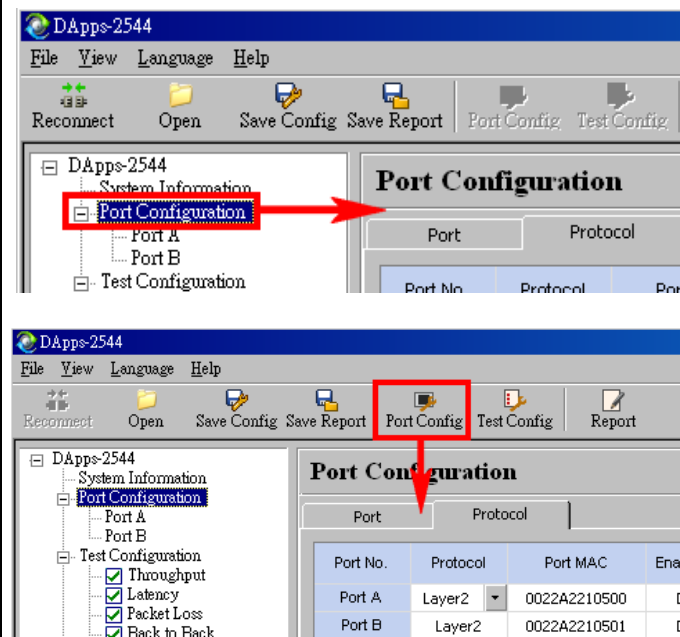 DApps-2544
File View Language Help
Reconnect Open Save Config Save Report Port Config Test Config
DApps-2544
System Information
Port Configuration
Port A
Port B
Test Configuration
Port Configuration
Port Protocol
Port No. Protocol
DApps-2544
File View Language Help
Reconnect Open Save Config Save Report Port Config Test Config Report
DApps-2544
System Information
Port Configuration
Port A
Port B
Test Configuration
Throughput
Latency
Packet Loss
Back to Back
Port Configuration
Port Protocol
Port No. Protocol Port MAC
Port A Layer2 0022A2210500
Port B Layer2 0022A2210501